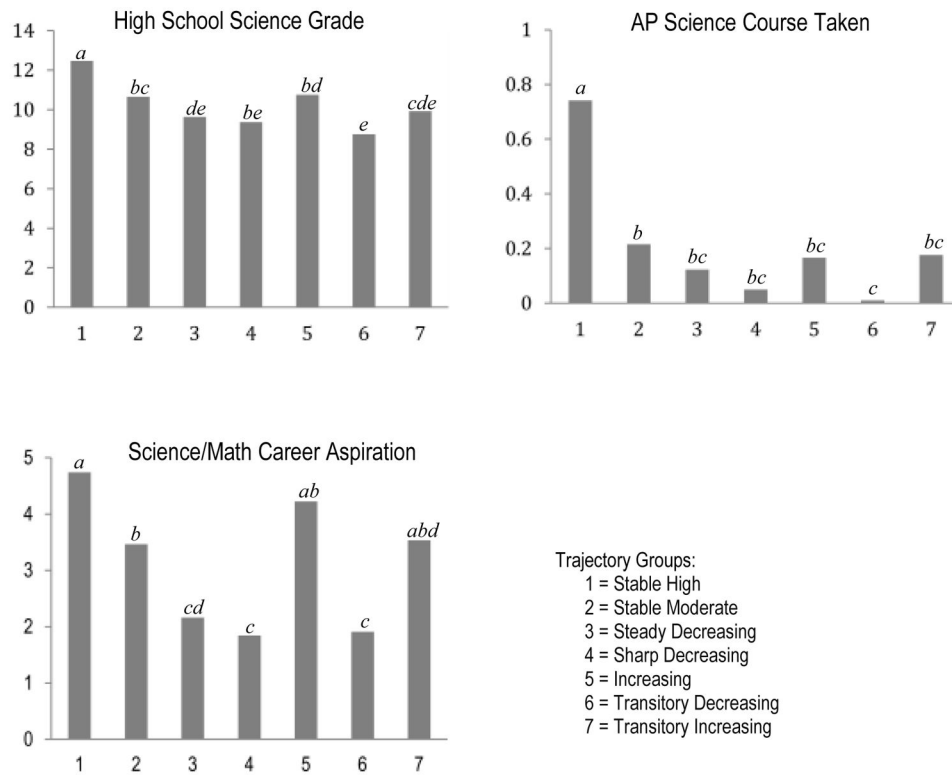 High School Science Grade
14
12
10
8
6
4
2
0
a
bc
de
be
bd
e
cde
1 2 3 4 5 6 7
AP Science Course Taken
1
0.8
0.6
0.4
0.2
0
a
b
bc
bc
bc
c
bc
1 2 3 4 5 6 7
Science/Math Career Aspiration
5
4
3
2
1
0
a
b
cd
c
ab
c
abd
1 2 3 4 5 6 7
Trajectory Groups:
1 = Stable High
2 = Stable Moderate
3 = Steady Decreasing
4 = Sharp Decreasing
5 = Increasing
6 = Transitory Decreasing
7 = Transitory Increasing